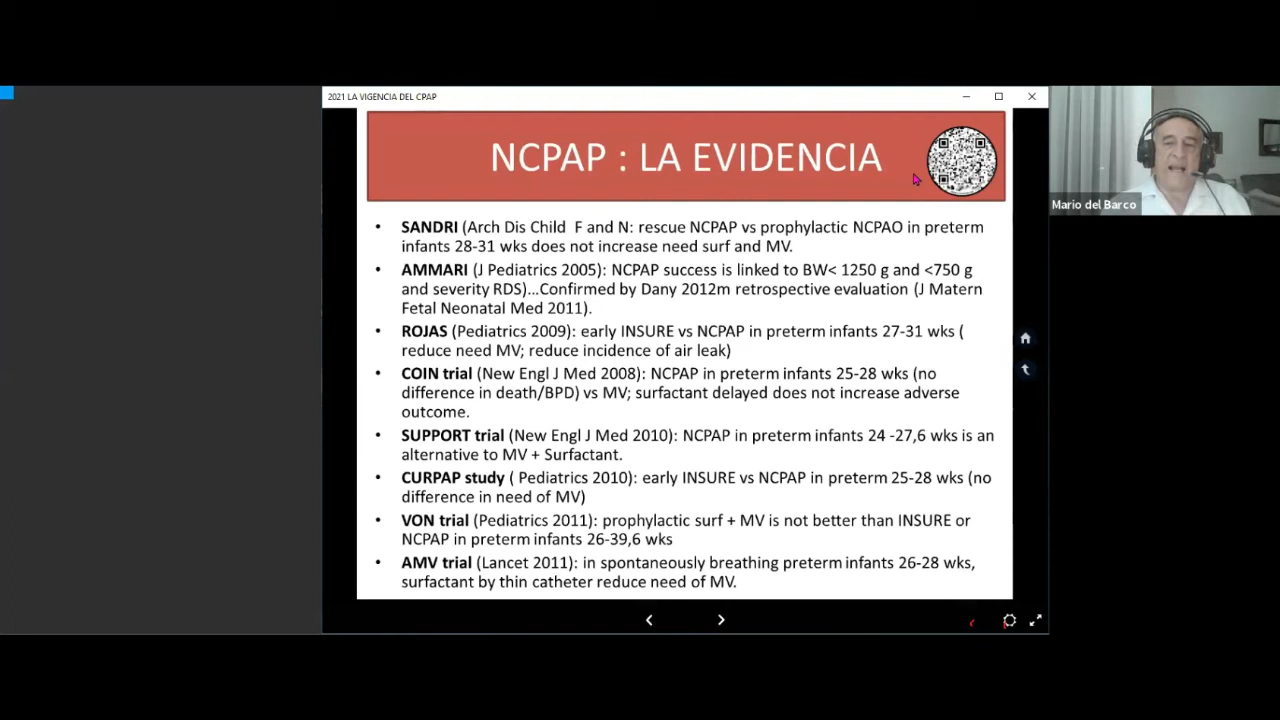 2021 LA VIGENCIA DEL CPAP
NCPAP : LA EVIDENCIA
Mario del Barco
• SANDRI (Arch Dis Child F and N: rescue NCPAP vs prophylactic NCPAO in preterm
infants 28-31 wks does not increase need surf and MV.
• AMMARI (J Pediatrics 2005): NCPAP success is linked to BW< 1250 g and <750 g
and severity RDS)...Confirmed by Dany 2012m retrospective evaluation (J Matern
Fetal Neonatal Med 2011).
• ROJAS (Pediatrics 2009): early INSURE vs NCPAP in preterm infants 27-31 wks (
reduce need MV; reduce incidence of air leak)
• COIN trial (New Engl J Med 2008): NCPAP in preterm infants 25-28 wks (no
difference in death/BPD) vs MV; surfactant delayed does not increase adverse
outcome.
• SUPPORT trial (New Engl J Med 2010): NCPAP in preterm infants 24 -27,6 wks is an
alternative to MV + Surfactant.
• CURPAP study ( Pediatrics 2010): early INSURE vs NCPAP in preterm 25-28 wks (no
difference in need of MV)
• VON trial (Pediatrics 2011): prophylactic surf + MV is not better than INSURE or
NCPAP in preterm infants 26-39,6 wks
• AMV trial (Lancet 2011): in spontaneously breathing preterm infants 26-28 wks,
surfactant by thin catheter reduce need of MV.